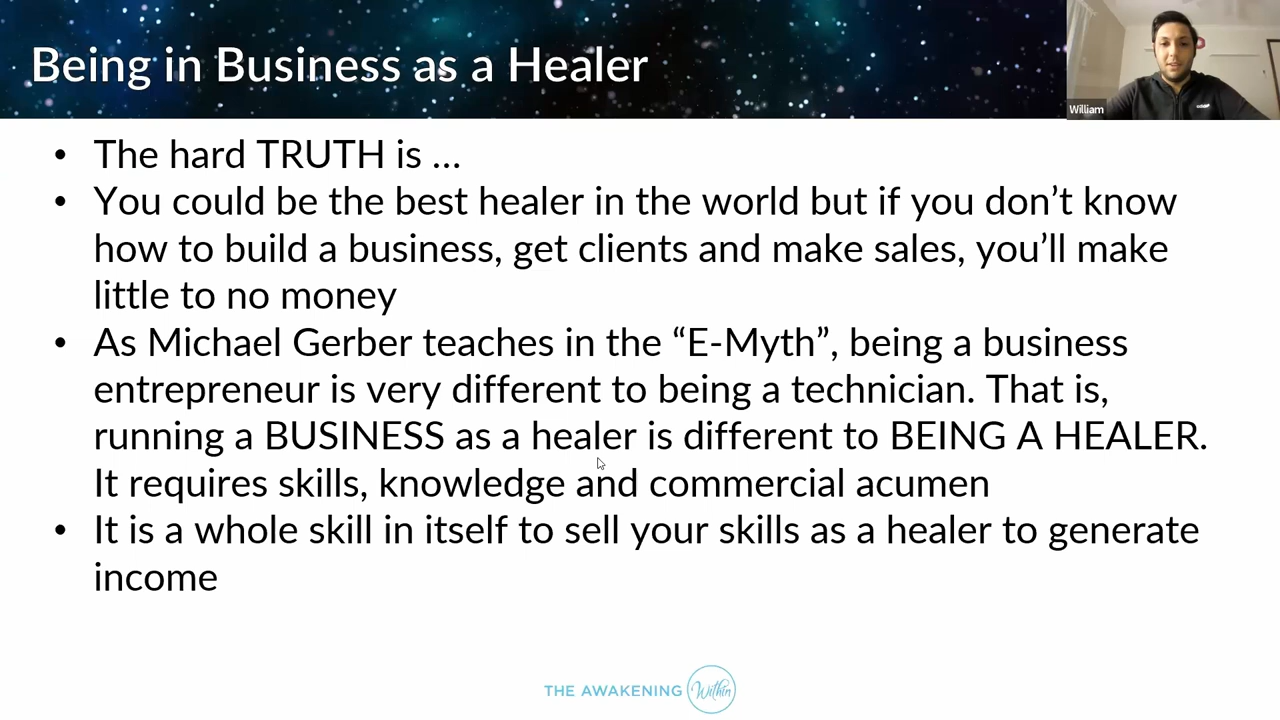 Being in Business as a Healer
William
• The hard TRUTH is ...
• You could be the best healer in the world but if you don’t know
how to build a business, get clients and make sales, you’ll make
little to no money
• As Michael Gerber teaches in the “E-Myth”, being a business
entrepreneur is very different to being a technician. That is,
running a BUSINESS as a healer is different to BEING A HEALER.
It requires skills, knowledge and commercial acumen
• It is a whole skill in itself to sell your skills as a healer to generate
income
THE AWAKENING Within